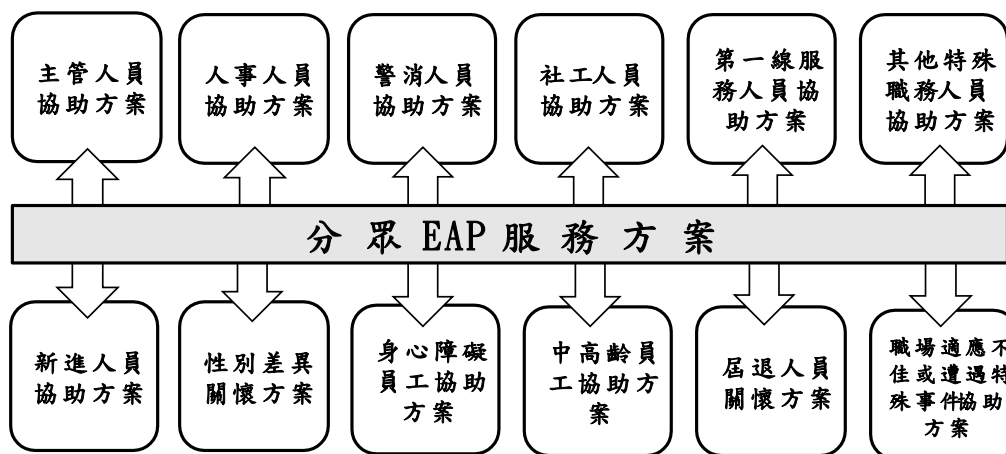 主管人員
協助方案
人事人員
協助方案
警消人員
協助方案
社工人員
協助方案
第一線服
務人員協
助方案
其他特殊
職務人員
協助方案
分眾EAP服務方案
新進人員
協助方案
性別差異
關懷方案
身心障礙
員工協助
方案
中高齡員
工協助方
案
屆退人員
關懷方案
職場適應不
佳或遭遇特
殊事件協助
方案